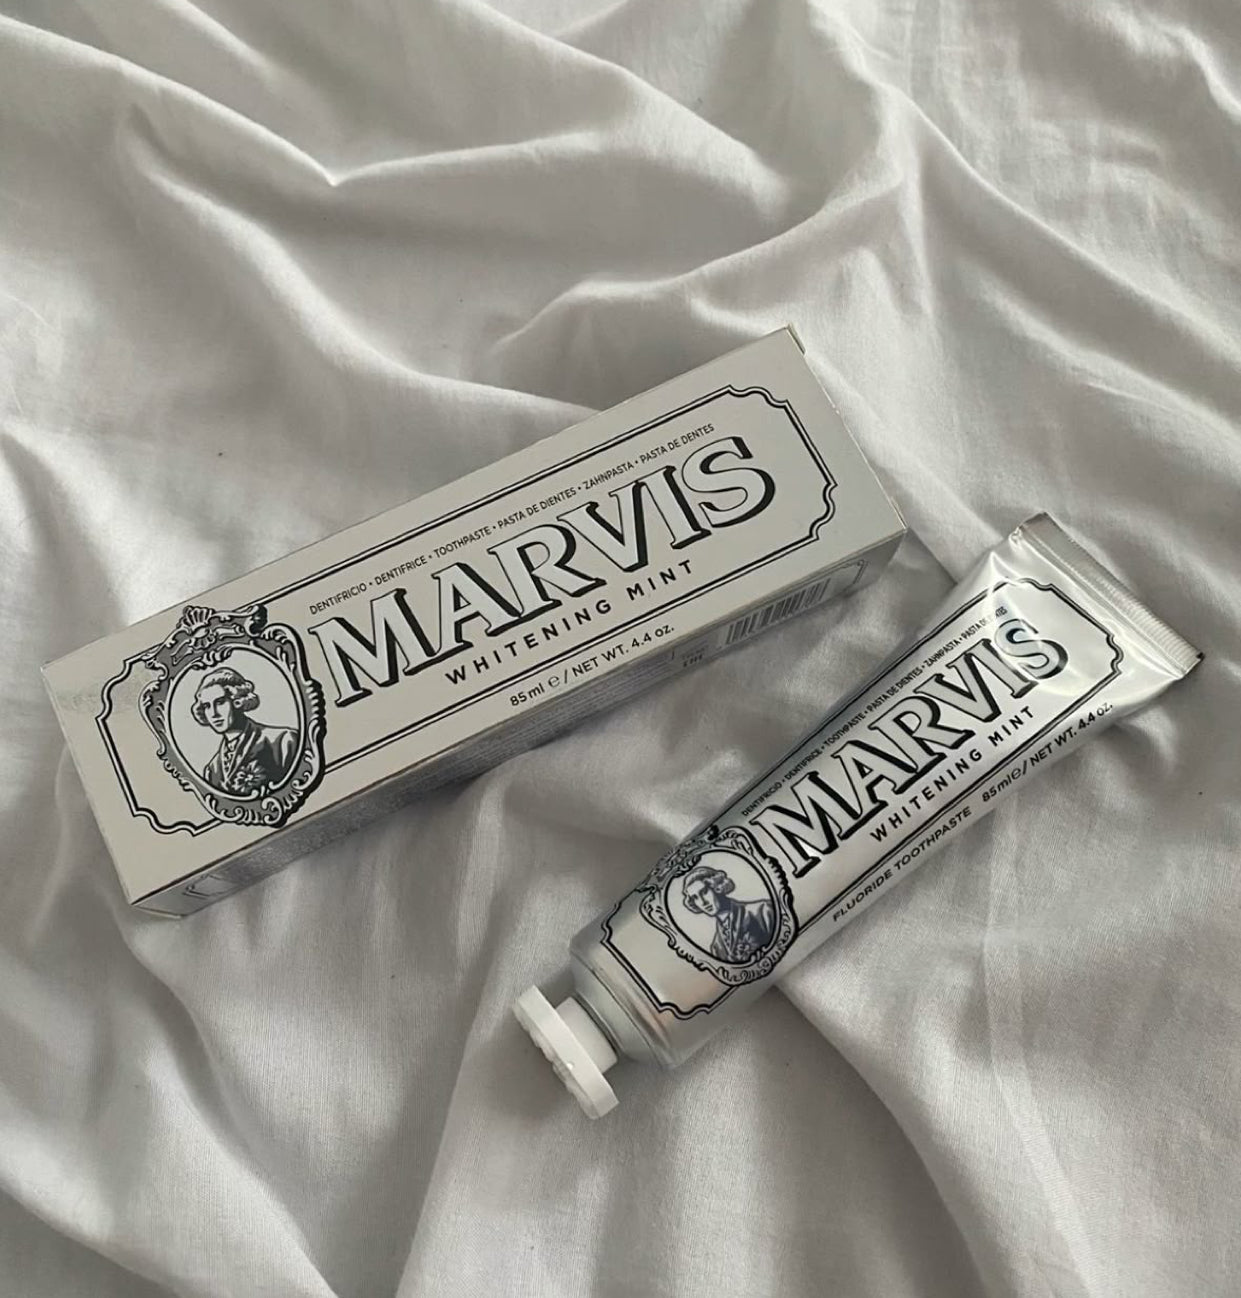 DENTIFRICIO • DENTIFRICE • TOOTHPASTE • PASTA DE DIENTES • ZAHNPASTA • PASTA DE DENTES
MARVIS
WHITENING MINT
85 ml ℮ / NET WT. 4.4 OZ.
DENTIFRICIO • DENTIFRICE • TOOTHPASTE • PASTA DE DIENTES • ZAHNPASTA • PASTA DE
MARVIS
WHITENING MINT
FLUORIDE TOOTHPASTE 85 ml ℮ / NET WT. 4.4 OZ.